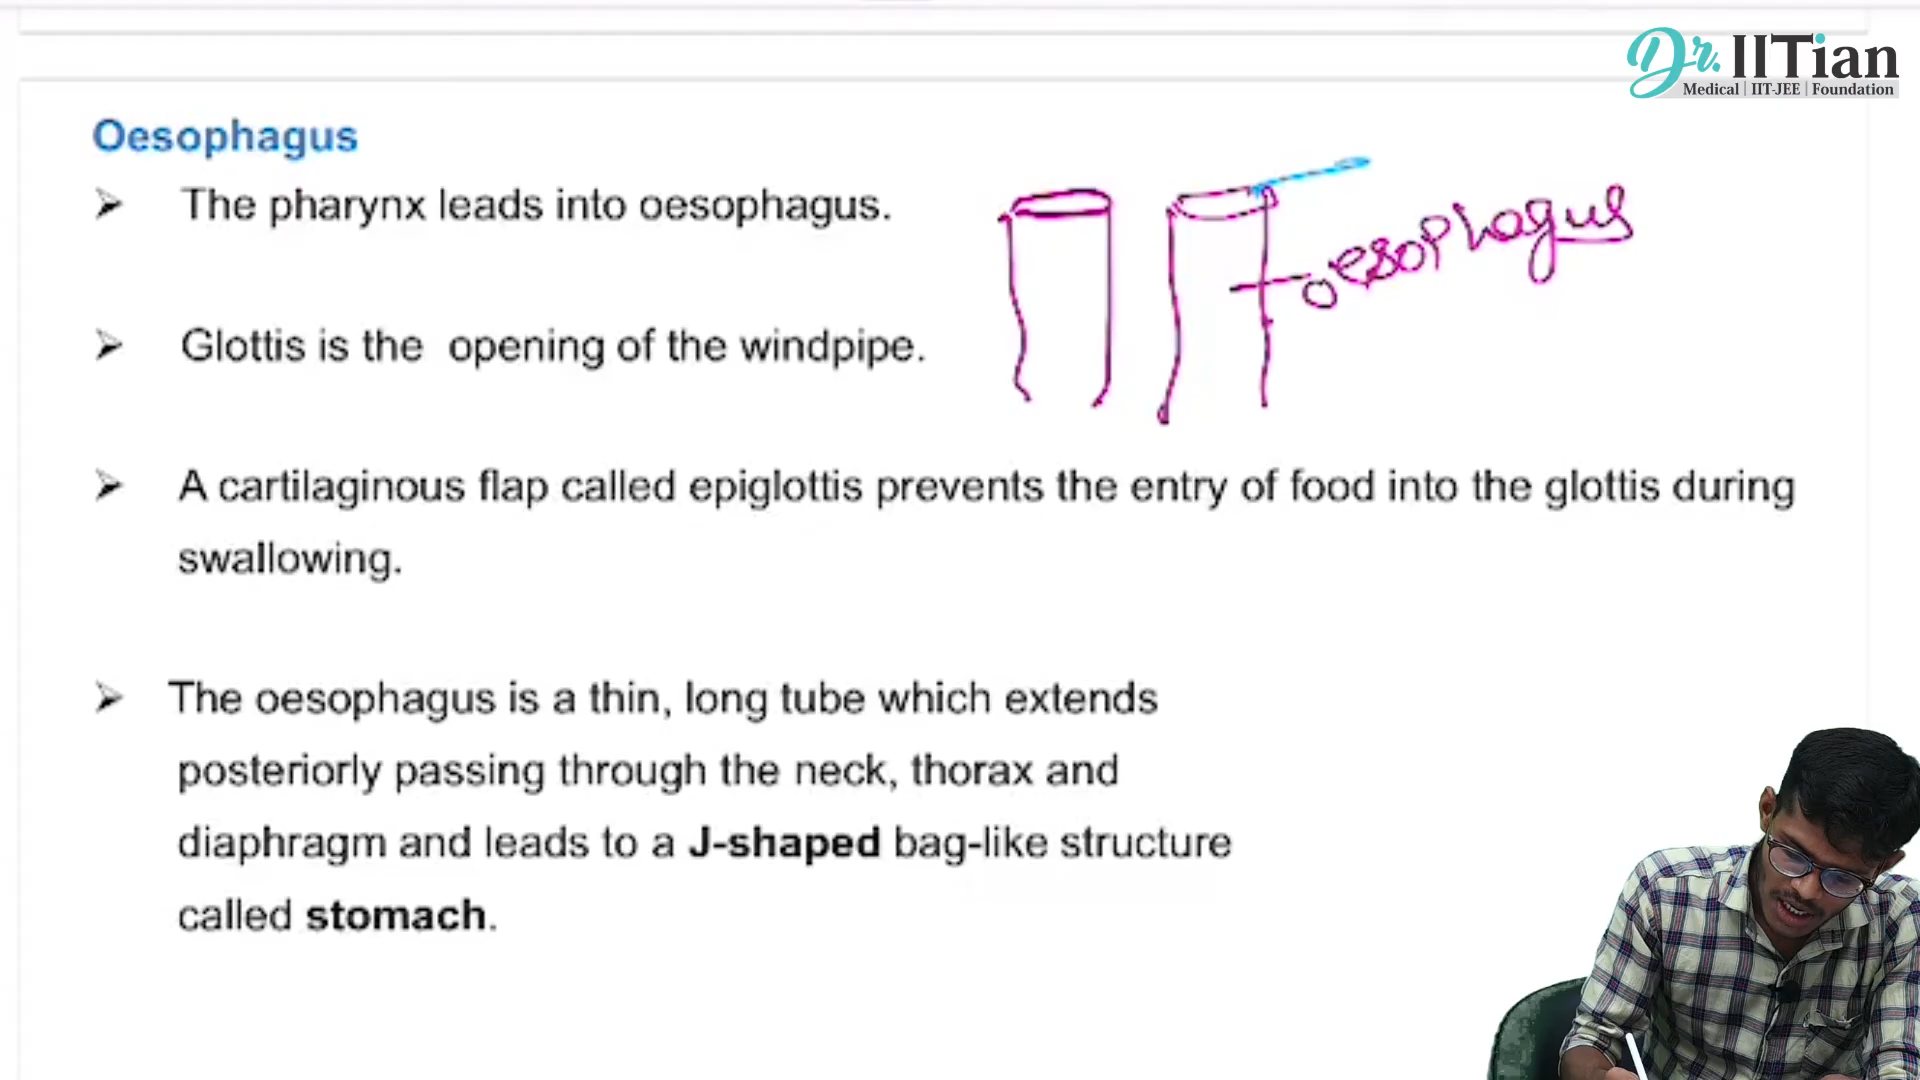 Dr. IITian
Medical | IIT-JEE | Foundation
Oesophagus
➢ The pharynx leads into oesophagus.
oesophagus
➢ Glottis is the opening of the windpipe.
➢ A cartilaginous flap called epiglottis prevents the entry of food into the glottis during
swallowing.
➢ The oesophagus is a thin, long tube which extends
posteriorly passing through the neck, thorax and
diaphragm and leads to a J-shaped bag-like structure
called stomach.